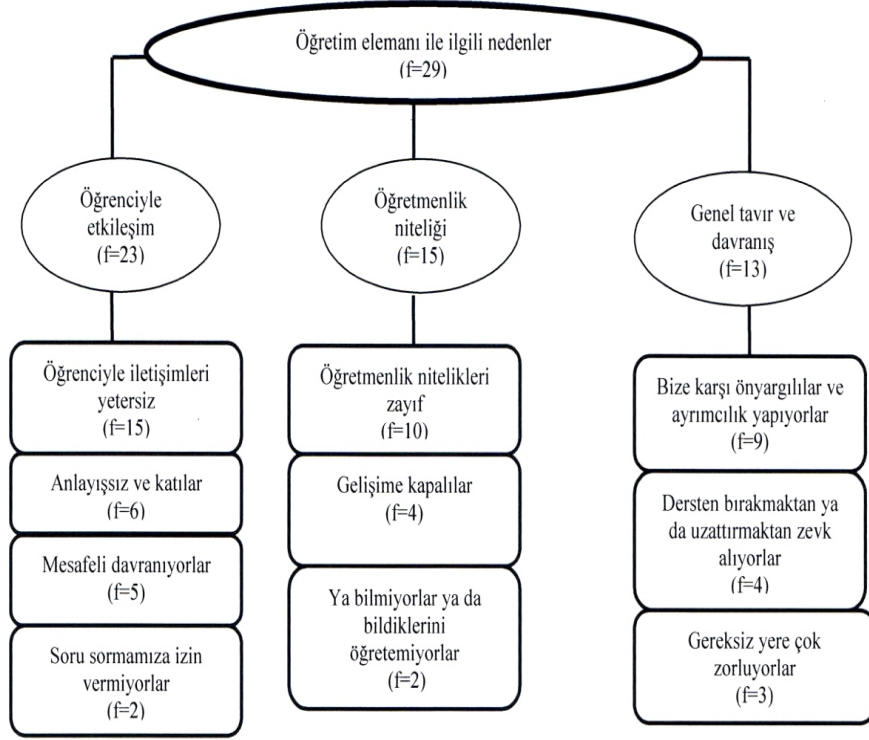 Öğretim elemanı ile ilgili nedenler
(f=29)
Öğrenciyle
etkileşim
(f=23)
Öğretmenlik
niteliği
(f=15)
Genel tavır ve
davranış
(f=13)
Öğrenciyle iletişimleri
yetersiz
(f=15)
Anlayışsız ve katılar
(f=6)
Mesafeli davranıyorlar
(f=5)
Soru sormamıza izin
vermiyorlar
(f=2)
Öğretmenlik nitelikleri
zayıf
(f=10)
Gelişime kapalılar
(f=4)
Ya bilmiyorlar ya da
bildiklerini
öğretemiyorlar
(f=2)
Bize karşı önyargılılar ve
ayrımcılık yapıyorlar
(f=9)
Dersten bırakmaktan ya
da uzattırmaktan zevk
alıyorlar
(f=4)
Gereksiz yere çok
zorluyorlar
(f=3)